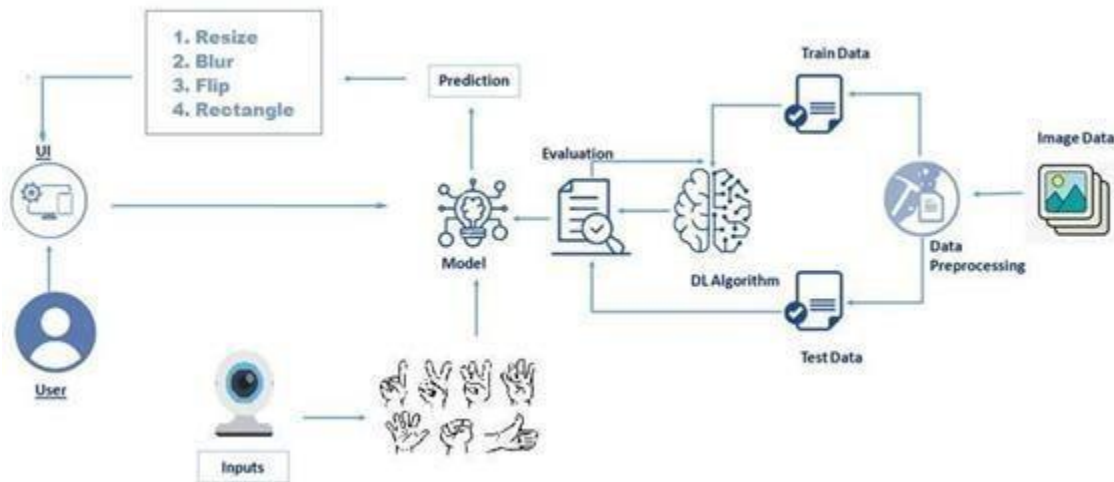 1. Resize
2. Blur
3. Flip
4. Rectangle
Prediction
Train Data
Image Data
UI
Evaluation
Model
DL Algorithm
Data
Preprocessing
Test Data
User
Inputs